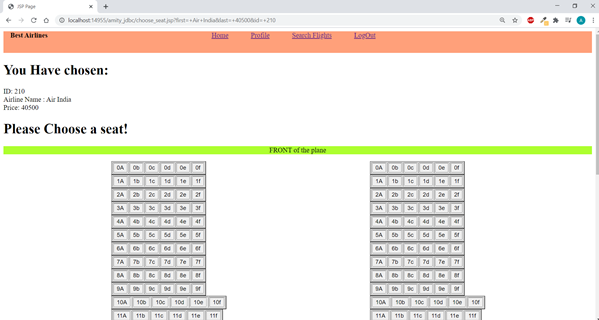 JSP Page
localhost:14955/amity_jdbc/choose_seat.jsp?first=+Air+India&last=+40500&id=+210
Best Airlines Home Profile Search Flights LogOut
You Have chosen:
ID: 210
Airline Name : Air India
Price: 40500
Please Choose a seat!
FRONT of the plane
0A 0b 0c 0d 0e 0f 0A 0b 0c 0d 0e 0f
1A 1b 1c 1d 1e 1f 1A 1b 1c 1d 1e 1f
2A 2b 2c 2d 2e 2f 2A 2b 2c 2d 2e 2f
3A 3b 3c 3d 3e 3f 3A 3b 3c 3d 3e 3f
4A 4b 4c 4d 4e 4f 4A 4b 4c 4d 4e 4f
5A 5b 5c 5d 5e 5f 5A 5b 5c 5d 5e 5f
6A 6b 6c 6d 6e 6f 6A 6b 6c 6d 6e 6f
7A 7b 7c 7d 7e 7f 7A 7b 7c 7d 7e 7f
8A 8b 8c 8d 8e 8f 8A 8b 8c 8d 8e 8f
9A 9b 9c 9d 9e 9f 9A 9b 9c 9d 9e 9f
10A 10b 10c 10d 10e 10f 10A 10b 10c 10d 10e 10f
11A 11b 11c 11d 11e 11f 11A 11b 11c 11d 11e 11f